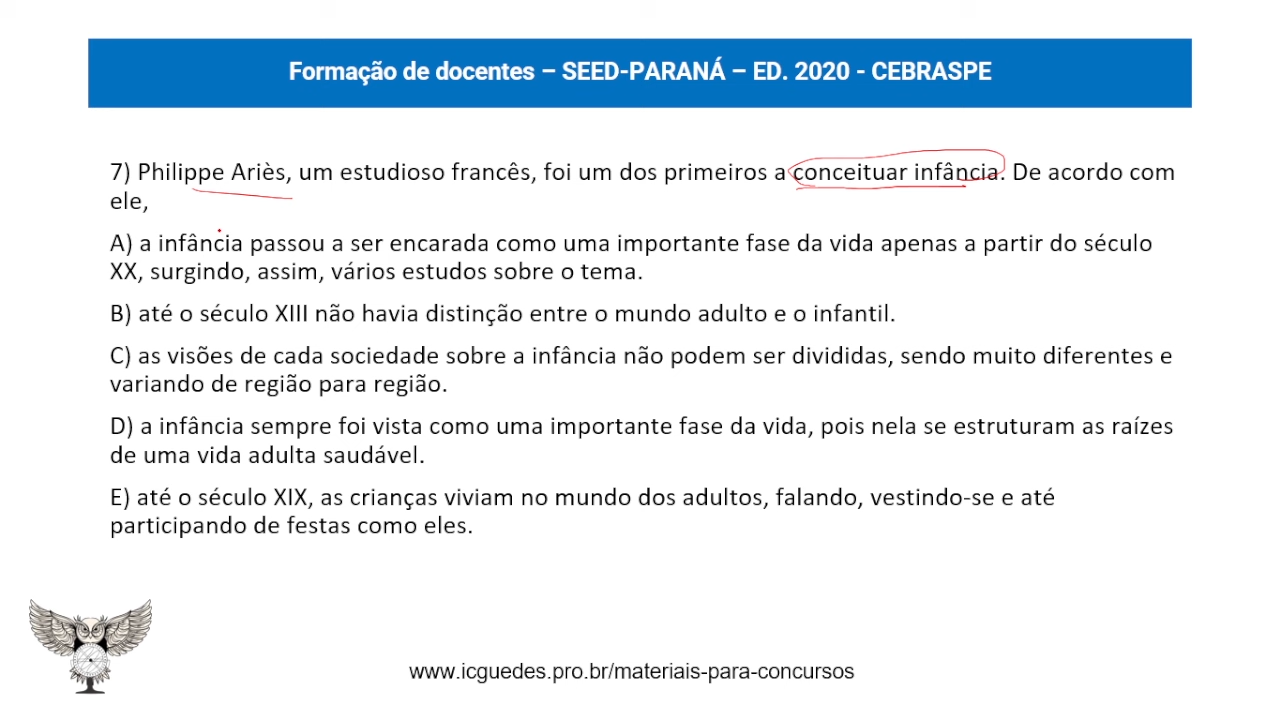 Formação de docentes – SEED-PARANÁ – ED. 2020 - CEBRASPE
7) Philippe Ariès, um estudioso francês, foi um dos primeiros a conceituar infância. De acordo com
ele,
A) a infância passou a ser encarada como uma importante fase da vida apenas a partir do século
XX, surgindo, assim, vários estudos sobre o tema.
B) até o século XIII não havia distinção entre o mundo adulto e o infantil.
C) as visões de cada sociedade sobre a infância não podem ser divididas, sendo muito diferentes e
variando de região para região.
D) a infância sempre foi vista como uma importante fase da vida, pois nela se estruturam as raízes
de uma vida adulta saudável.
E) até o século XIX, as crianças viviam no mundo dos adultos, falando, vestindo-se e até
participando de festas como eles.
www.icguedes.pro.br/materiais-para-concursos